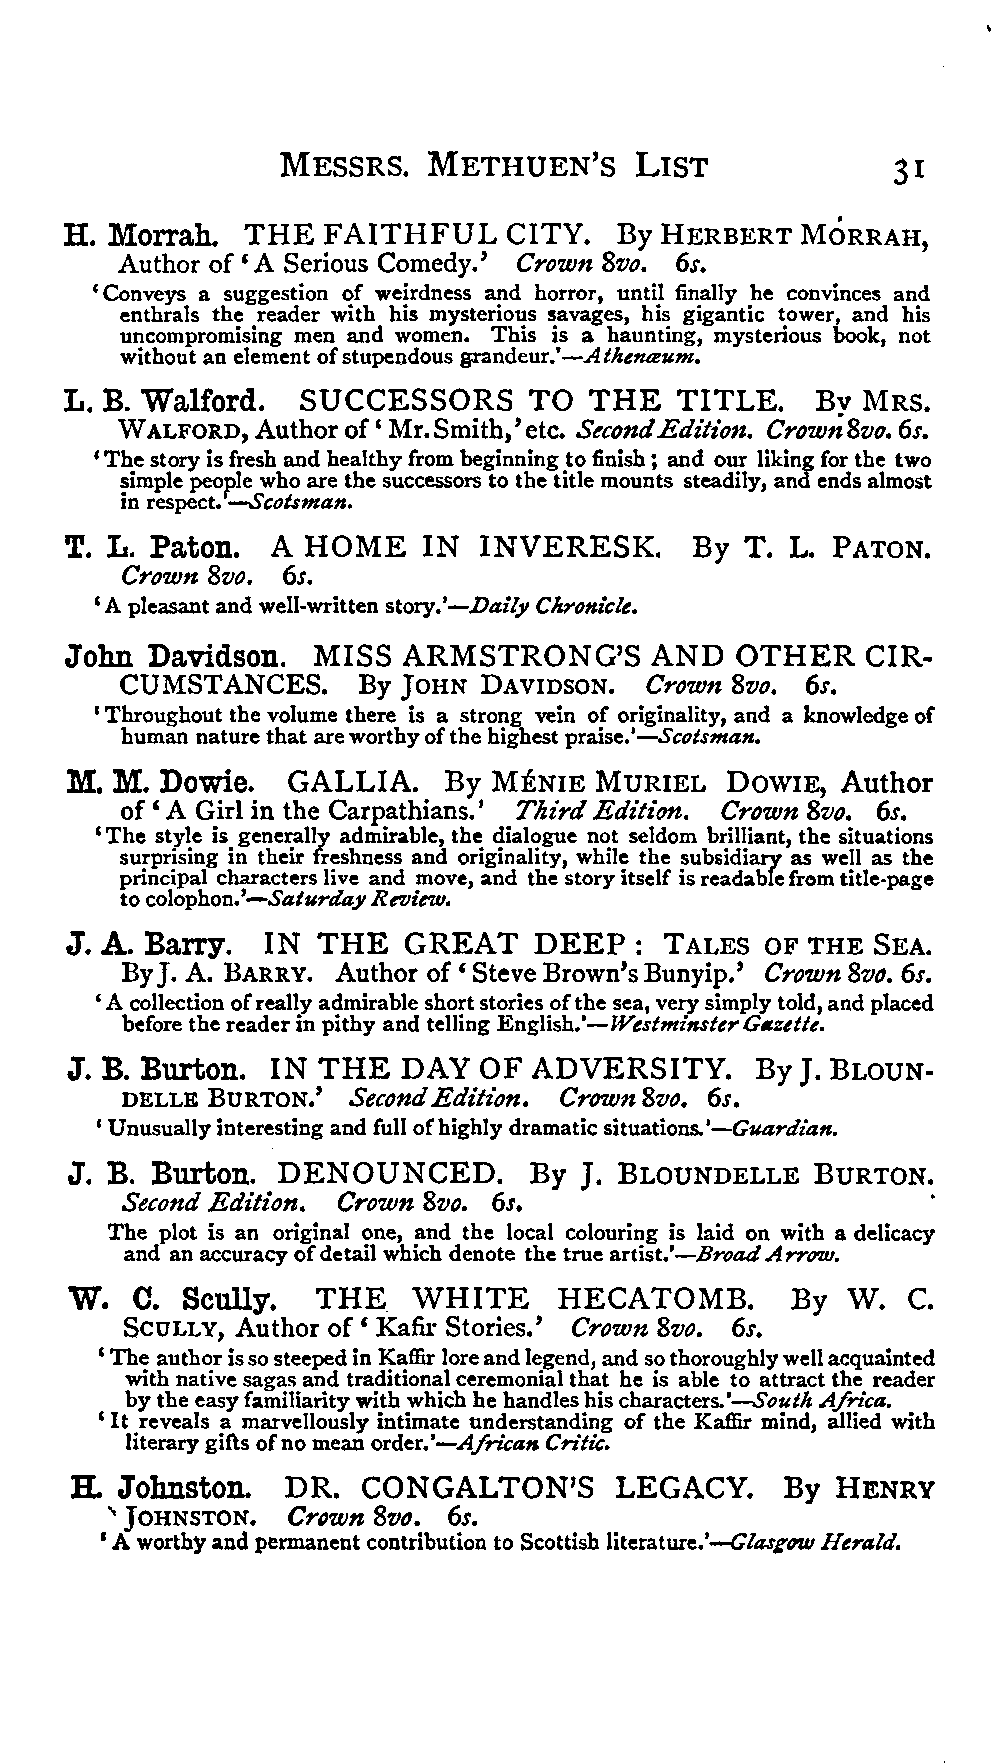 MESSRS. METHUEN'S LIST 31
H. Morrah. THE FAITHFUL CITY. By HERBERT MORRAH,
Author of ‘A Serious Comedy.’ Crown 8vo. 6s.
‘Conveys a suggestion of weirdness and horror, until finally he convinces and
enthrals the reader with his mysterious savages, his gigantic tower, and his
uncompromising men and women. This is a haunting, mysterious book, not
without an element of stupendous grandeur.’—Athenæum.
L. B. Walford. SUCCESSORS TO THE TITLE. By MRS.
WALFORD, Author of ‘Mr. Smith,’ etc. Second Edition. Crown 8vo. 6s.
‘The story is fresh and healthy from beginning to finish; and our liking for the two
simple people who are the successors to the title mounts steadily, and ends almost
in respect.’—Scotsman.
T. L. Paton. A HOME IN INVERESK. By T. L. PATON.
Crown 8vo. 6s.
‘A pleasant and well-written story.’—Daily Chronicle.
John Davidson. MISS ARMSTRONG'S AND OTHER CIR-
CUMSTANCES. By JOHN DAVIDSON. Crown 8vo. 6s.
‘Throughout the volume there is a strong vein of originality, and a knowledge of
human nature that are worthy of the highest praise.’—Scotsman.
M. M. Dowie. GALLIA. By MÉNIE MURIEL DOWIE, Author
of ‘A Girl in the Carpathians.’ Third Edition. Crown 8vo. 6s.
‘The style is generally admirable, the dialogue not seldom brilliant, the situations
surprising in their freshness and originality, while the subsidiary as well as the
principal characters live and move, and the story itself is readable from title-page
to colophon.’—Saturday Review.
J. A. Barry. IN THE GREAT DEEP: TALES OF THE SEA.
By J. A. BARRY. Author of ‘Steve Brown's Bunyip.’ Crown 8vo. 6s.
‘A collection of really admirable short stories of the sea, very simply told, and placed
before the reader in pithy and telling English.’—Westminster Gazette.
J. B. Burton. IN THE DAY OF ADVERSITY. By J. BLOUN-
DELLE BURTON.’ Second Edition. Crown 8vo. 6s.
‘Unusually interesting and full of highly dramatic situations.’—Guardian.
J. B. Burton. DENOUNCED. By J. BLOUNDELLE BURTON.
Second Edition. Crown 8vo. 6s.
The plot is an original one, and the local colouring is laid on with a delicacy
and an accuracy of detail which denote the true artist.’—Broad Arrow.
W. C. Scully. THE WHITE HECATOMB. By W. C.
SCULLY, Author of ‘Kafir Stories.’ Crown 8vo. 6s.
‘The author is so steeped in Kaffir lore and legend, and so thoroughly well acquainted
with native sagas and traditional ceremonial that he is able to attract the reader
by the easy familiarity with which he handles his characters.’—South Africa.
‘It reveals a marvellously intimate understanding of the Kaffir mind, allied with
literary gifts of no mean order.’—African Critic.
H. Johnston. DR. CONGALTON'S LEGACY. By HENRY
JOHNSTON. Crown 8vo. 6s.
‘A worthy and permanent contribution to Scottish literature.’—Glasgow Herald.